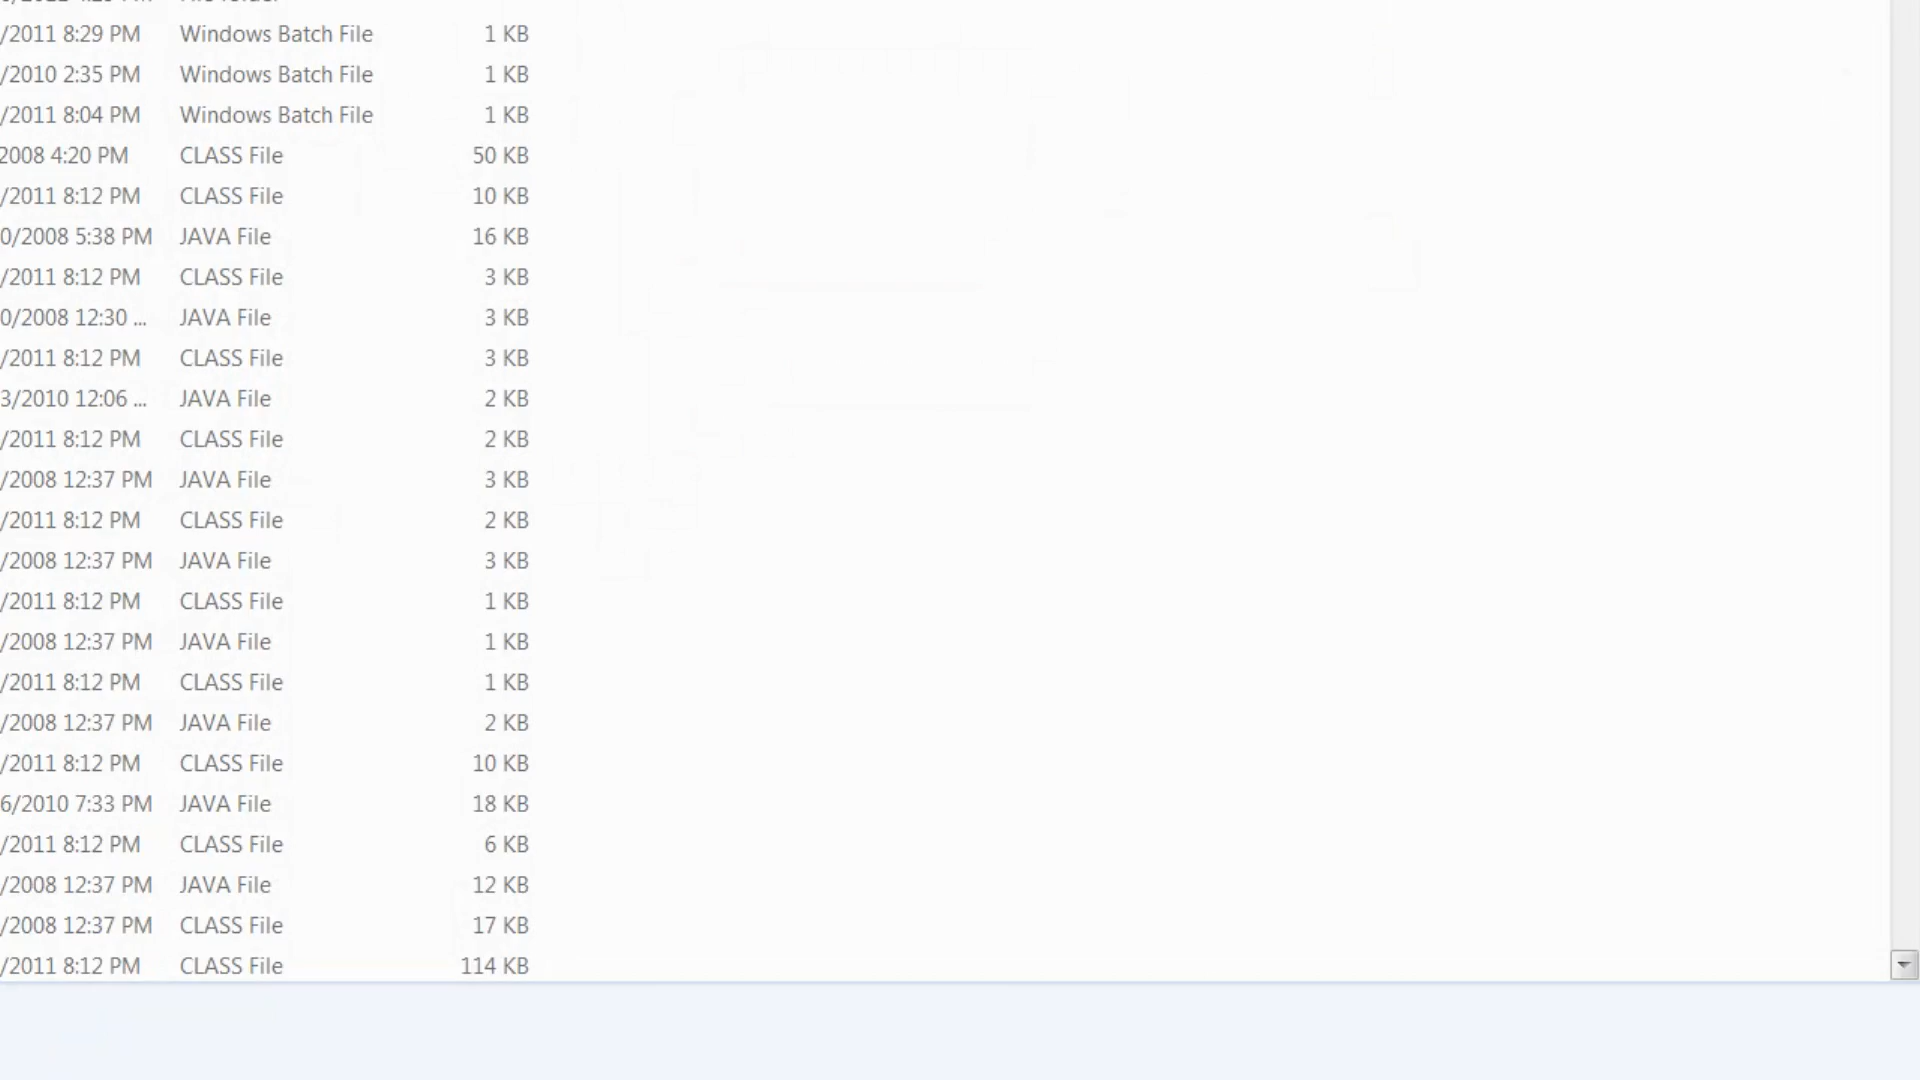 /2011 8:29 PM Windows Batch File 1 KB
/2010 2:35 PM Windows Batch File 1 KB
/2011 8:04 PM Windows Batch File 1 KB
2008 4:20 PM CLASS File 50 KB
/2011 8:12 PM CLASS File 10 KB
0/2008 5:38 PM JAVA File 16 KB
/2011 8:12 PM CLASS File 3 KB
0/2008 12:30 ... JAVA File 3 KB
/2011 8:12 PM CLASS File 3 KB
3/2010 12:06 ... JAVA File 2 KB
/2011 8:12 PM CLASS File 2 KB
/2008 12:37 PM JAVA File 3 KB
/2011 8:12 PM CLASS File 2 KB
/2008 12:37 PM JAVA File 3 KB
/2011 8:12 PM CLASS File 1 KB
/2008 12:37 PM JAVA File 1 KB
/2011 8:12 PM CLASS File 1 KB
/2008 12:37 PM JAVA File 2 KB
/2011 8:12 PM CLASS File 10 KB
6/2010 7:33 PM JAVA File 18 KB
/2011 8:12 PM CLASS File 6 KB
/2008 12:37 PM JAVA File 12 KB
/2008 12:37 PM CLASS File 17 KB
/2011 8:12 PM CLASS File 114 KB